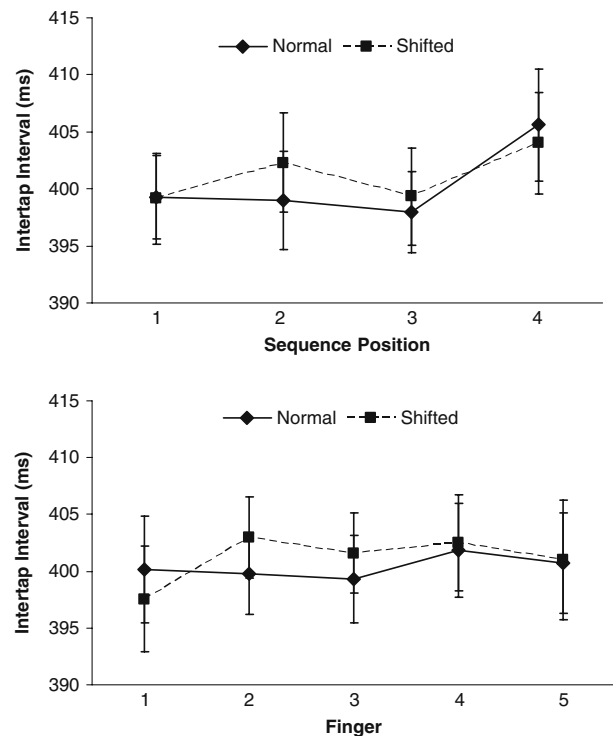 415
Normal Shifted
410
405
400
395
390
Intertap Interval (ms)
1 2 3 4
Sequence Position
415
Normal Shifted
410
405
400
395
390
Intertap Interval (ms)
1 2 3 4 5
Finger